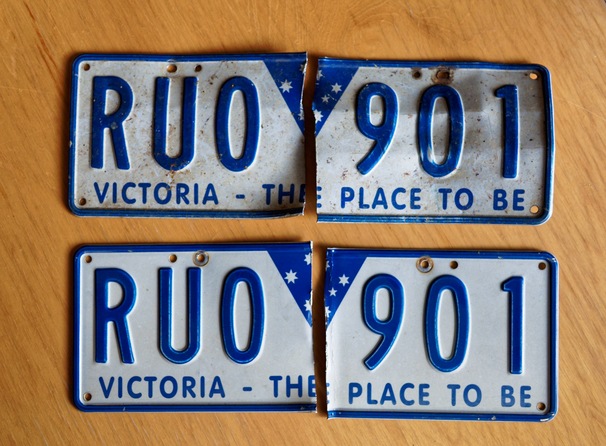 RUO 901
VICTORIA - THE PLACE TO BE
RUO 901
VICTORIA - THE PLACE TO BE